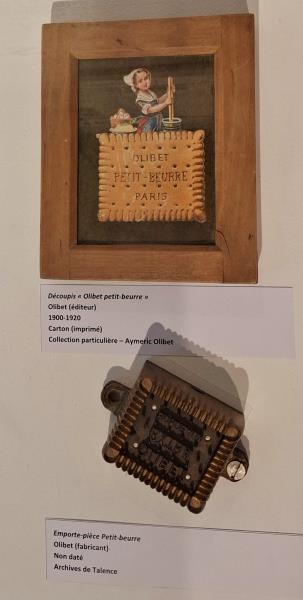 OLIBET
PETIT-BEURRE
PARIS
Découpis « Olibet petit-beurre »
Olibet (éditeur)
1900-1920
Carton (imprimé)
Collection particulière – Aymeric Olibet
Emporte-pièce Petit-beurre
Olibet (fabricant)
Non daté
Archives de Talence